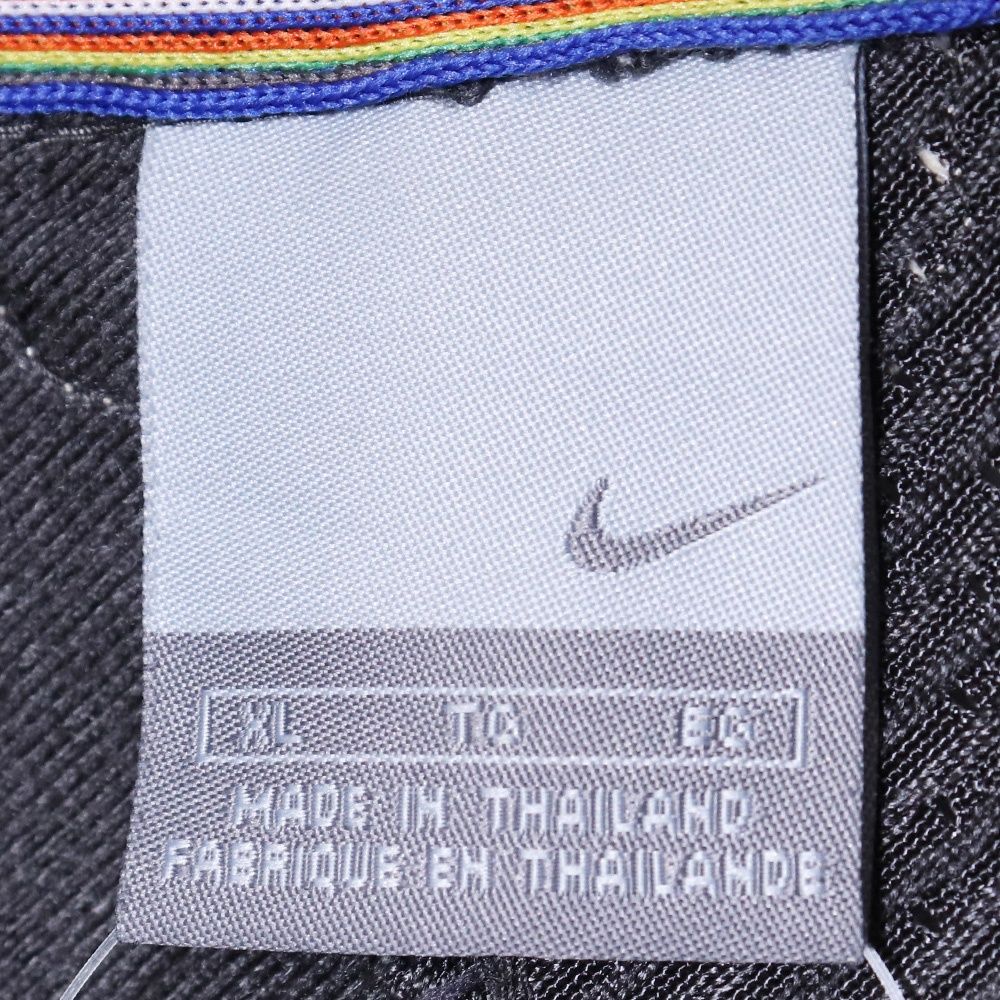 XL TG EG
MADE IN THAILAND
FABRIQUE EN THAILANDE